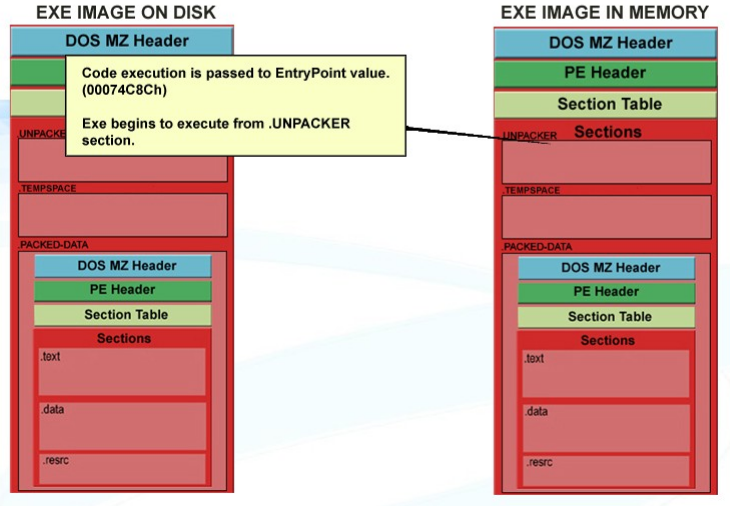 EXE IMAGE ON DISK
DOS MZ Header
Code execution is passed to EntryPoint value.
(00074C8Ch)
Exe begins to execute from .UNPACKER
section.
.UNPACKE
.TEMPSPACE
.PACKED-DATA
DOS MZ Header
PE Header
Section Table
Sections
.text
.data
.resrc
EXE IMAGE IN MEMORY
DOS MZ Header
PE Header
Section Table
Sections
.UNPACKER
.TEMPSPACE
.PACKED-DATA
DOS MZ Header
PE Header
Section Table
Sections
.text
.data
.resrc